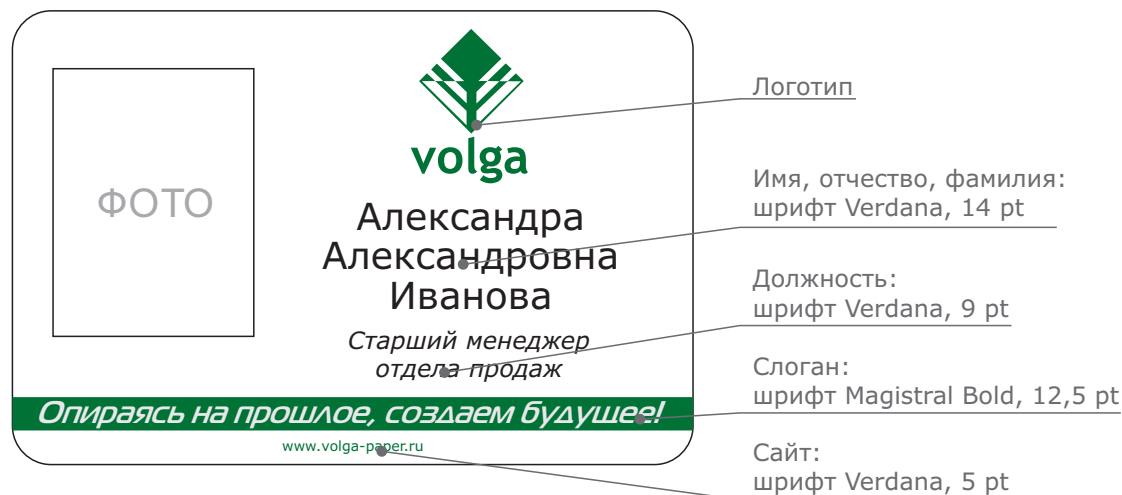 ФОТО
volga
Александра
Александровна
Иванова
Старший менеджер
отдела продаж
Опираясь на прошлое, создаем будущее!
www.volga-paper.ru
Логотип
Имя, отчество, фамилия:
шрифт Verdana, 14 pt
Должность:
шрифт Verdana, 9 pt
Слоган:
шрифт Magistral Bold, 12,5 pt
Сайт:
шрифт Verdana, 5 pt